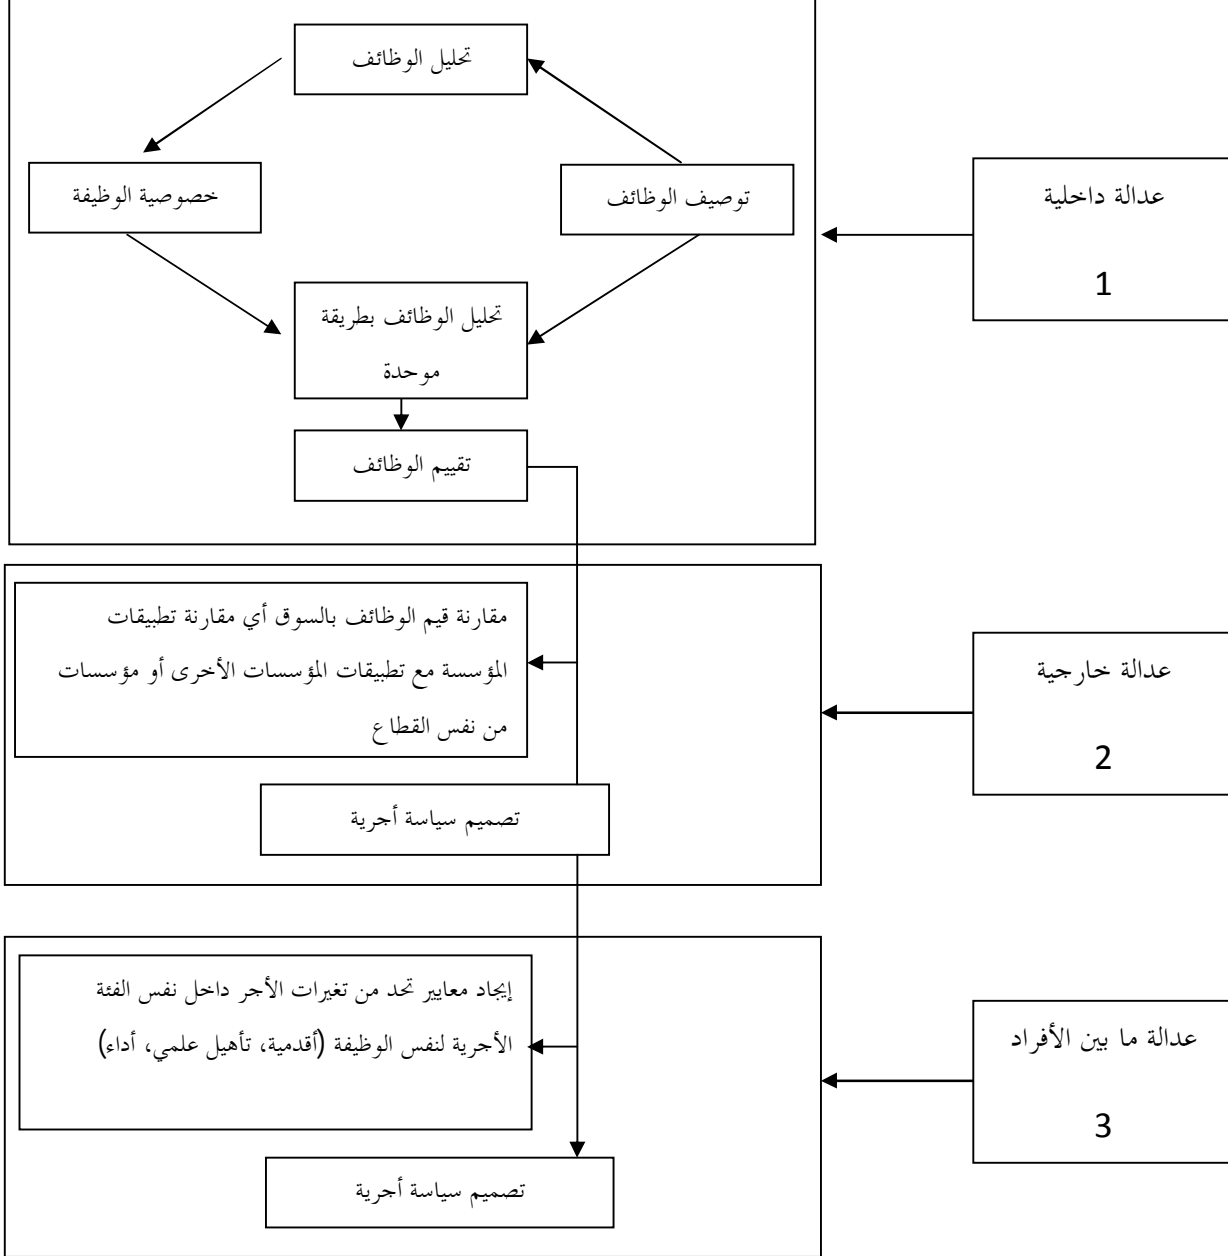 تحليل الوظائف
توصيف الوظائف
خصوصية الوظيفة
عدالة داخلية
1
تحليل الوظائف بطريقة
موحدة
تقييم الوظائف
مقارنة قيم الوظائف بالسوق أي مقارنة تطبيقات
المؤسسة مع تطبيقات المؤسسات الأخرى أو مؤسسات
من نفس القطاع
عدالة خارجية
2
تصميم سياسة أجرية
إيجاد معايير تحد من تغيرات الأجر داخل نفس الفئة
الأجرية لنفس الوظيفة (أقدمية، تأهيل علمي، أداء)
عدالة ما بين الأفراد
3
تصميم سياسة أجرية